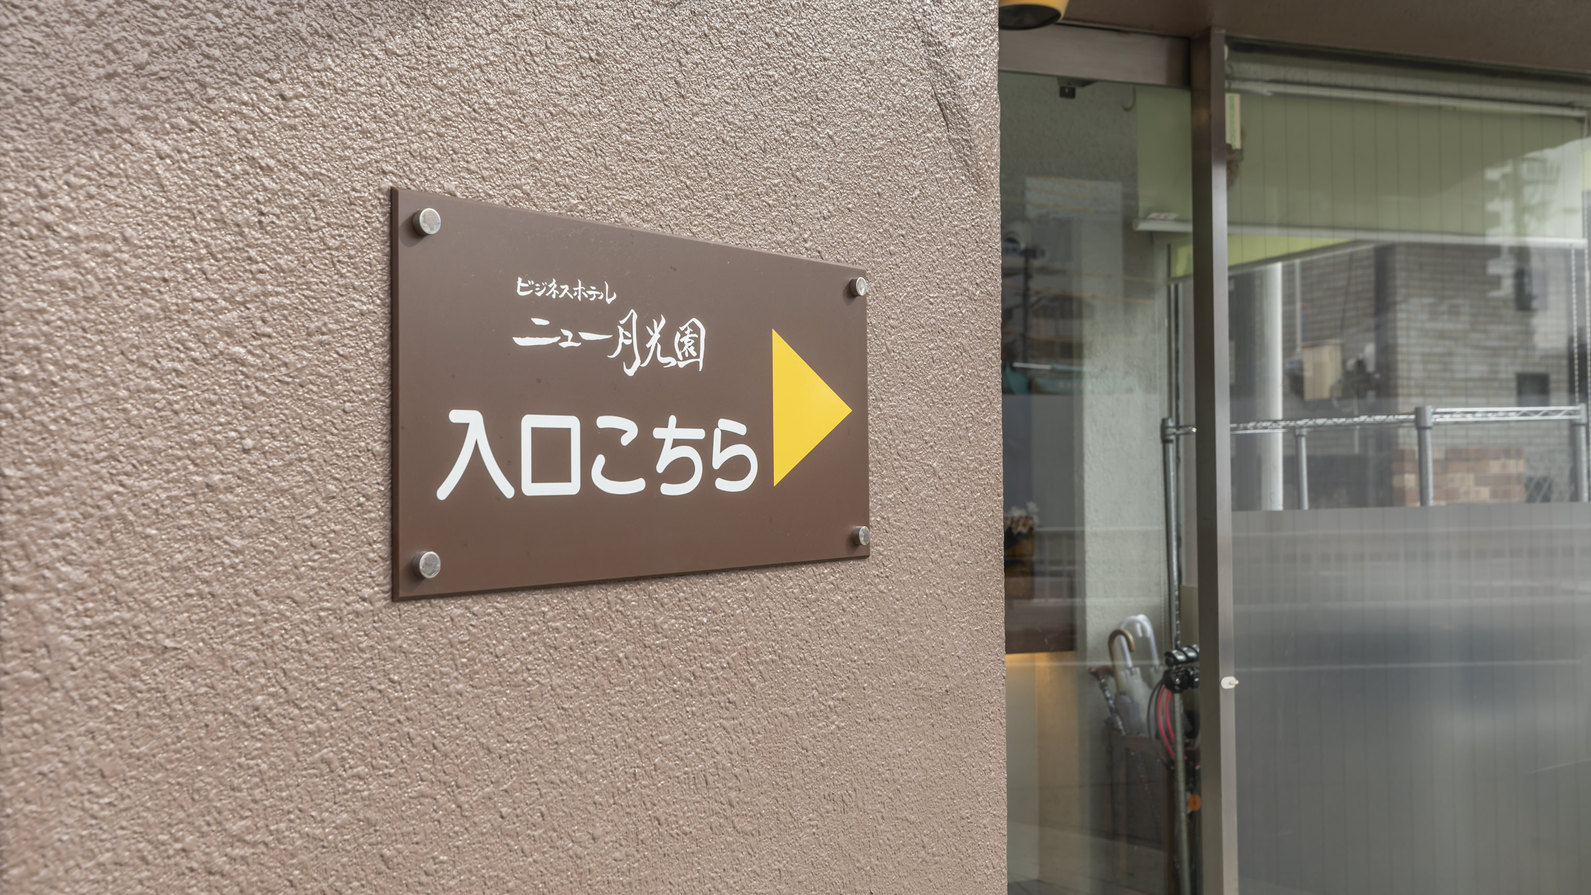 ビジネスホテル
ニュー月光園
入口こちら